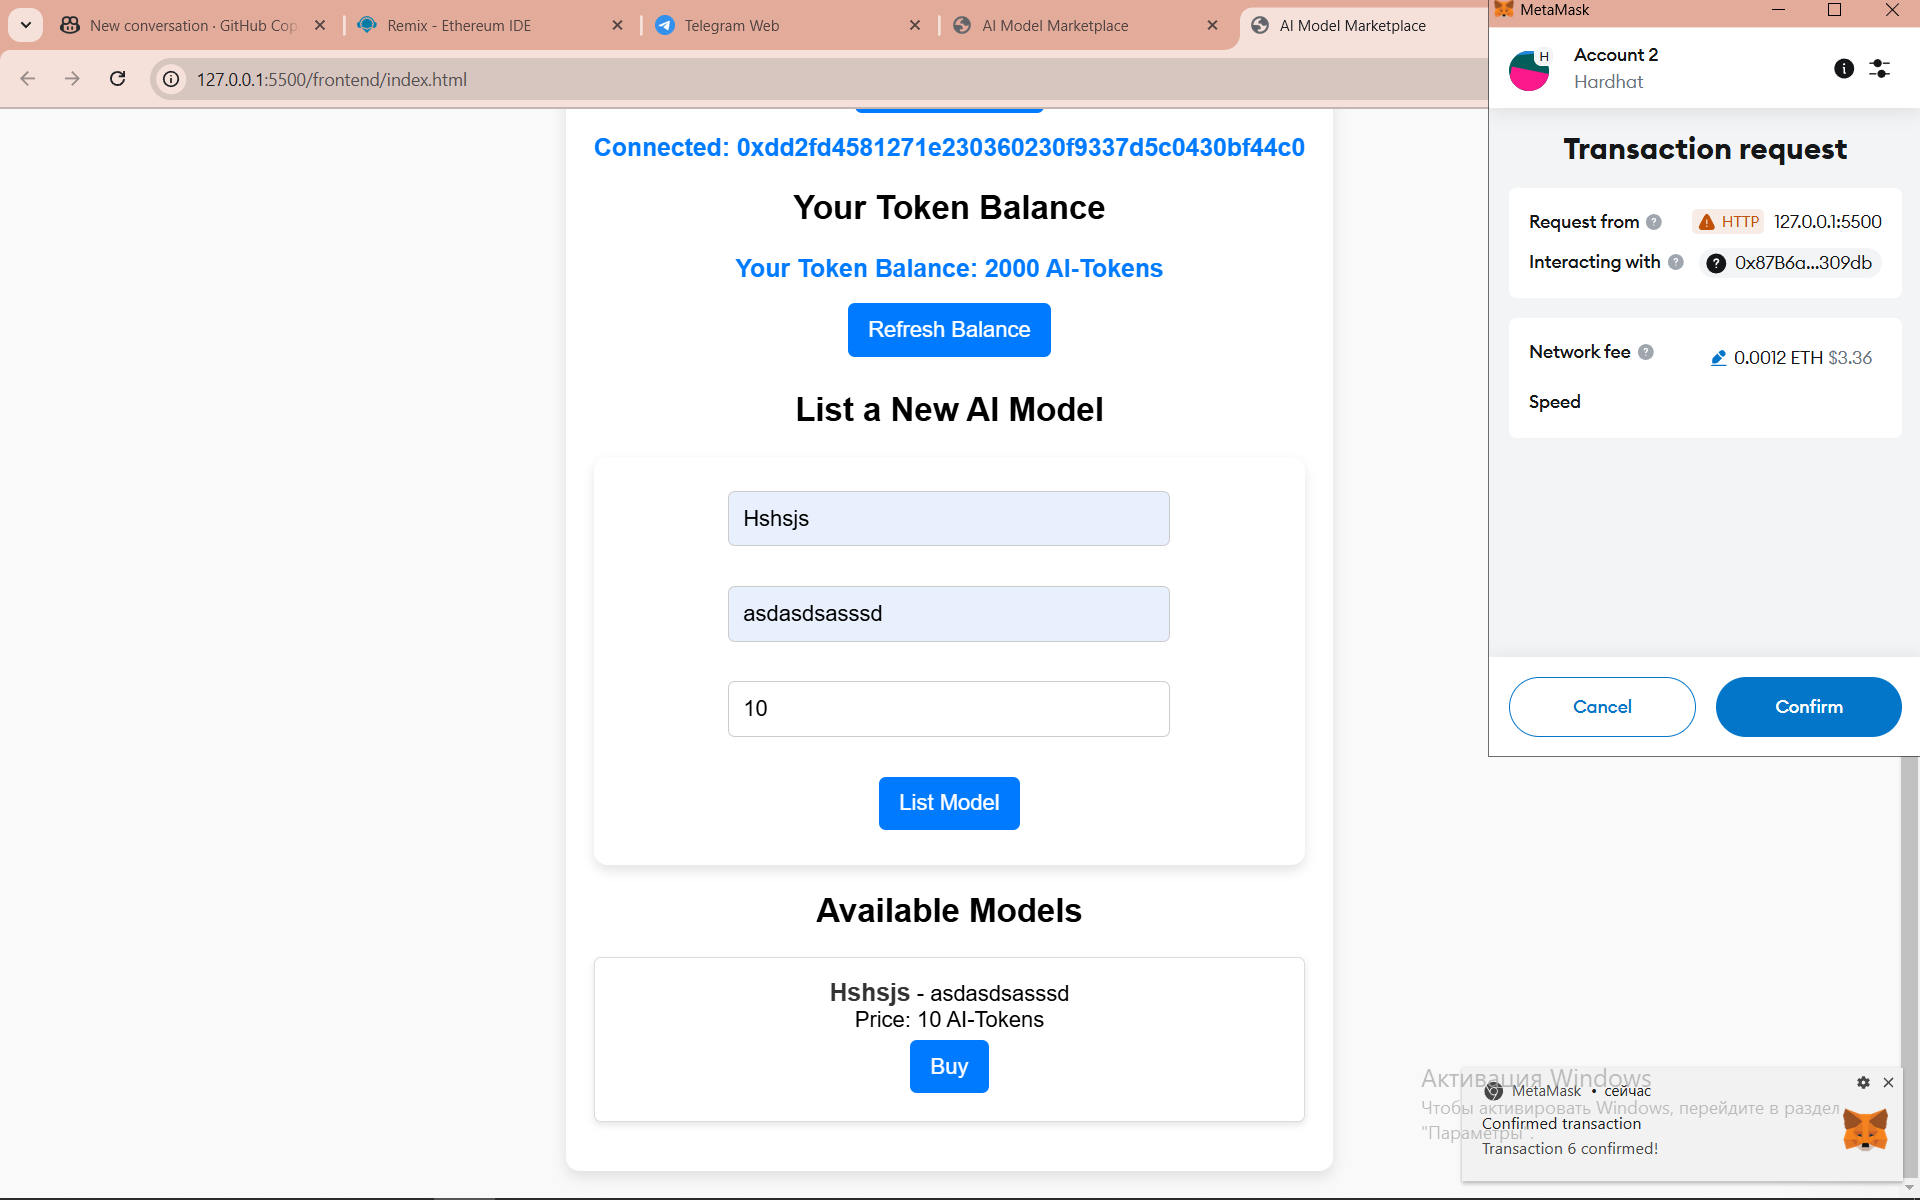 New conversation · GitHub Cop
Remix - Ethereum IDE
Telegram Web
AI Model Marketplace
AI Model Marketplace
127.0.0.1:5500/frontend/index.html
Connected: 0xdd2fd4581271e230360230f9337d5c0430bf44c0
Your Token Balance
Your Token Balance: 2000 AI-Tokens
Refresh Balance
List a New AI Model
Hshsjs
asdasdsasssd
10
List Model
Available Models
Hshsjs - asdasdsasssd
Price: 10 AI-Tokens
Buy
MetaMask
H
Account 2
Hardhat
Transaction request
Request from HTTP 127.0.0.1:5500
Interacting with 0x87B6a...309db
Network fee 0.0012 ETH $3.36
Speed
Cancel
Confirm
Активация Windows
Чтобы активировать Windows, перейдите в раздел
"Параметры".
MetaMask • сейчас
Confirmed transaction
Transaction 6 confirmed!